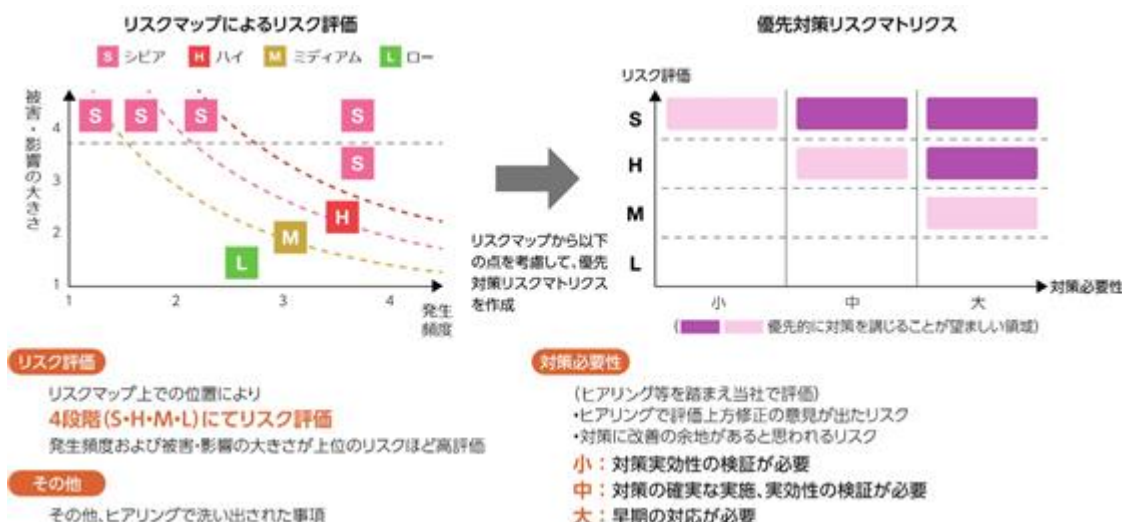 リスクマップによるリスク評価
S シビア H ハイ M ミディアム L ロー
被害・影響の大きさ
4
3
2
1
S S S S
S
H
M
L
1 2 3 4
発生
頻度
リスクマップから以下
の点を考慮して、優先
対策リスクマトリクス
を作成
優先対策リスクマトリクス
リスク評価
S
H
M
L
小 中 大
対策必要性
( 優先的に対策を講じることが望ましい領域)
リスク評価
リスクマップ上での位置により
4段階(S・H・M・L)にてリスク評価
発生頻度および被害・影響の大きさが上位のリスクほど高評価
その他
その他、ヒアリングで洗い出された事項
対策必要性
(ヒアリング等を踏まえ当社で評価)
・ヒアリングで評価上方修正の意見が出たリスク
・対策に改善の余地があると思われるリスク
小：対策実効性の検証が必要
中：対策の確実な実施、実効性の検証が必要
大：早期の対応が必要